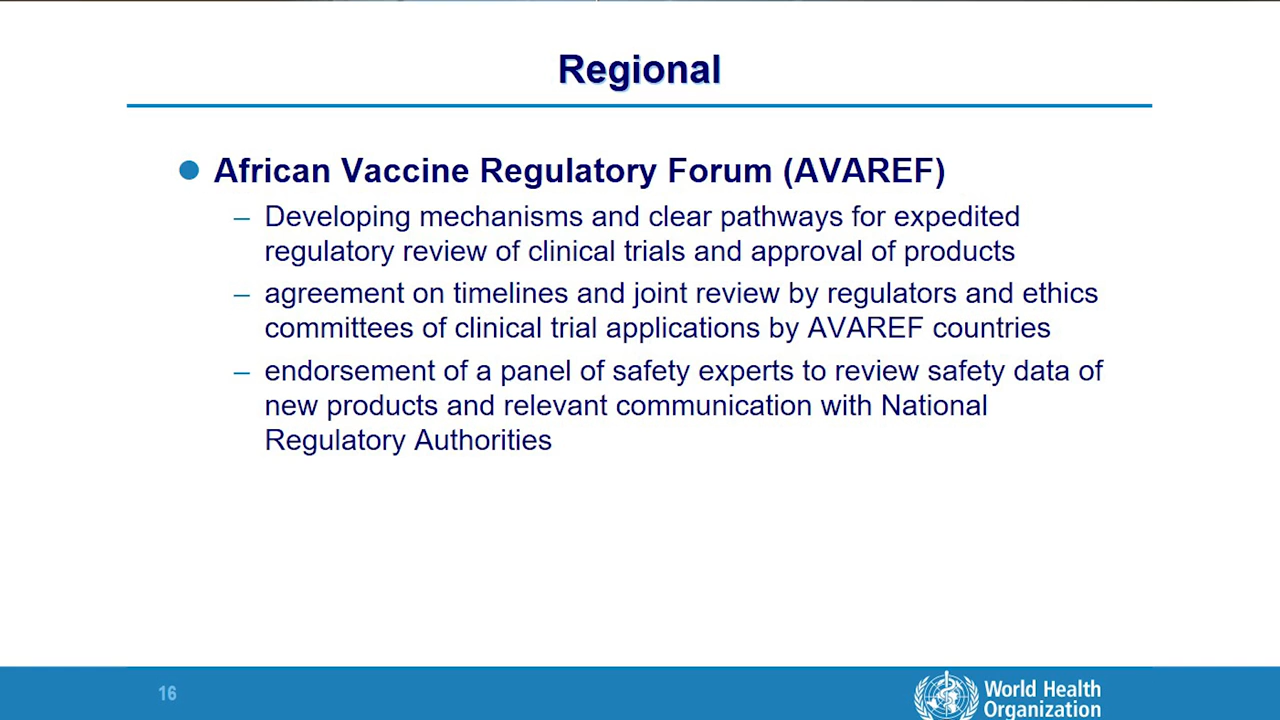 Regional
African Vaccine Regulatory Forum (AVAREF)
– Developing mechanisms and clear pathways for expedited
regulatory review of clinical trials and approval of products
– agreement on timelines and joint review by regulators and ethics
committees of clinical trial applications by AVAREF countries
– endorsement of a panel of safety experts to review safety data of
new products and relevant communication with National
Regulatory Authorities
16
World Health
Organization